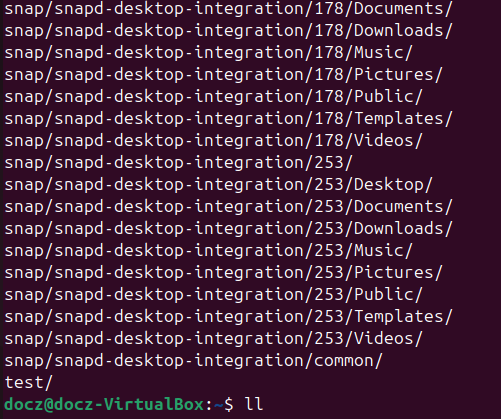 snap/snapd-desktop-integration/178/Documents/
snap/snapd-desktop-integration/178/Downloads/
snap/snapd-desktop-integration/178/Music/
snap/snapd-desktop-integration/178/Pictures/
snap/snapd-desktop-integration/178/Public/
snap/snapd-desktop-integration/178/Templates/
snap/snapd-desktop-integration/178/Videos/
snap/snapd-desktop-integration/253/
snap/snapd-desktop-integration/253/Desktop/
snap/snapd-desktop-integration/253/Documents/
snap/snapd-desktop-integration/253/Downloads/
snap/snapd-desktop-integration/253/Music/
snap/snapd-desktop-integration/253/Pictures/
snap/snapd-desktop-integration/253/Public/
snap/snapd-desktop-integration/253/Templates/
snap/snapd-desktop-integration/253/Videos/
snap/snapd-desktop-integration/common/
test/
docz@docz-VirtualBox:~$ ll